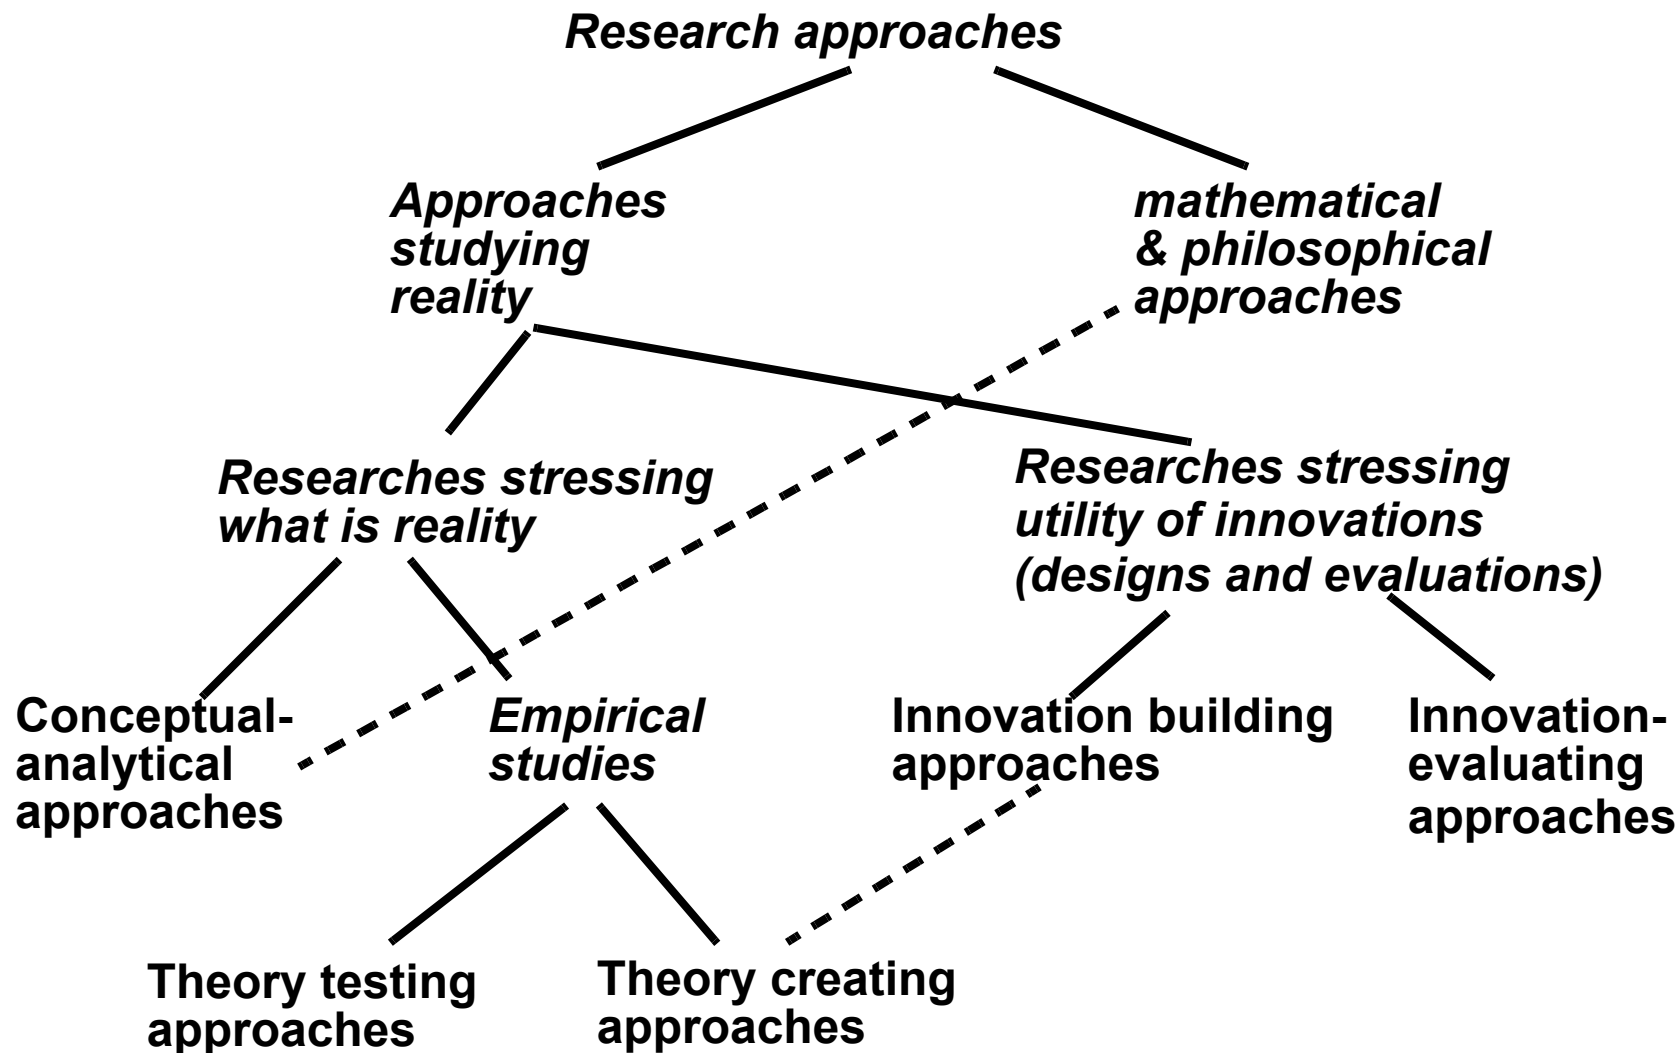 Research approaches
Approaches
studying
reality
mathematical
& philosophical
approaches
Researches stressing
what is reality
Researches stressing
utility of innovations
(designs and evaluations)
Conceptual-
analytical
approaches
Empirical
studies
Innovation building
approaches
Innovation-
evaluating
approaches
Theory testing
approaches
Theory creating
approaches